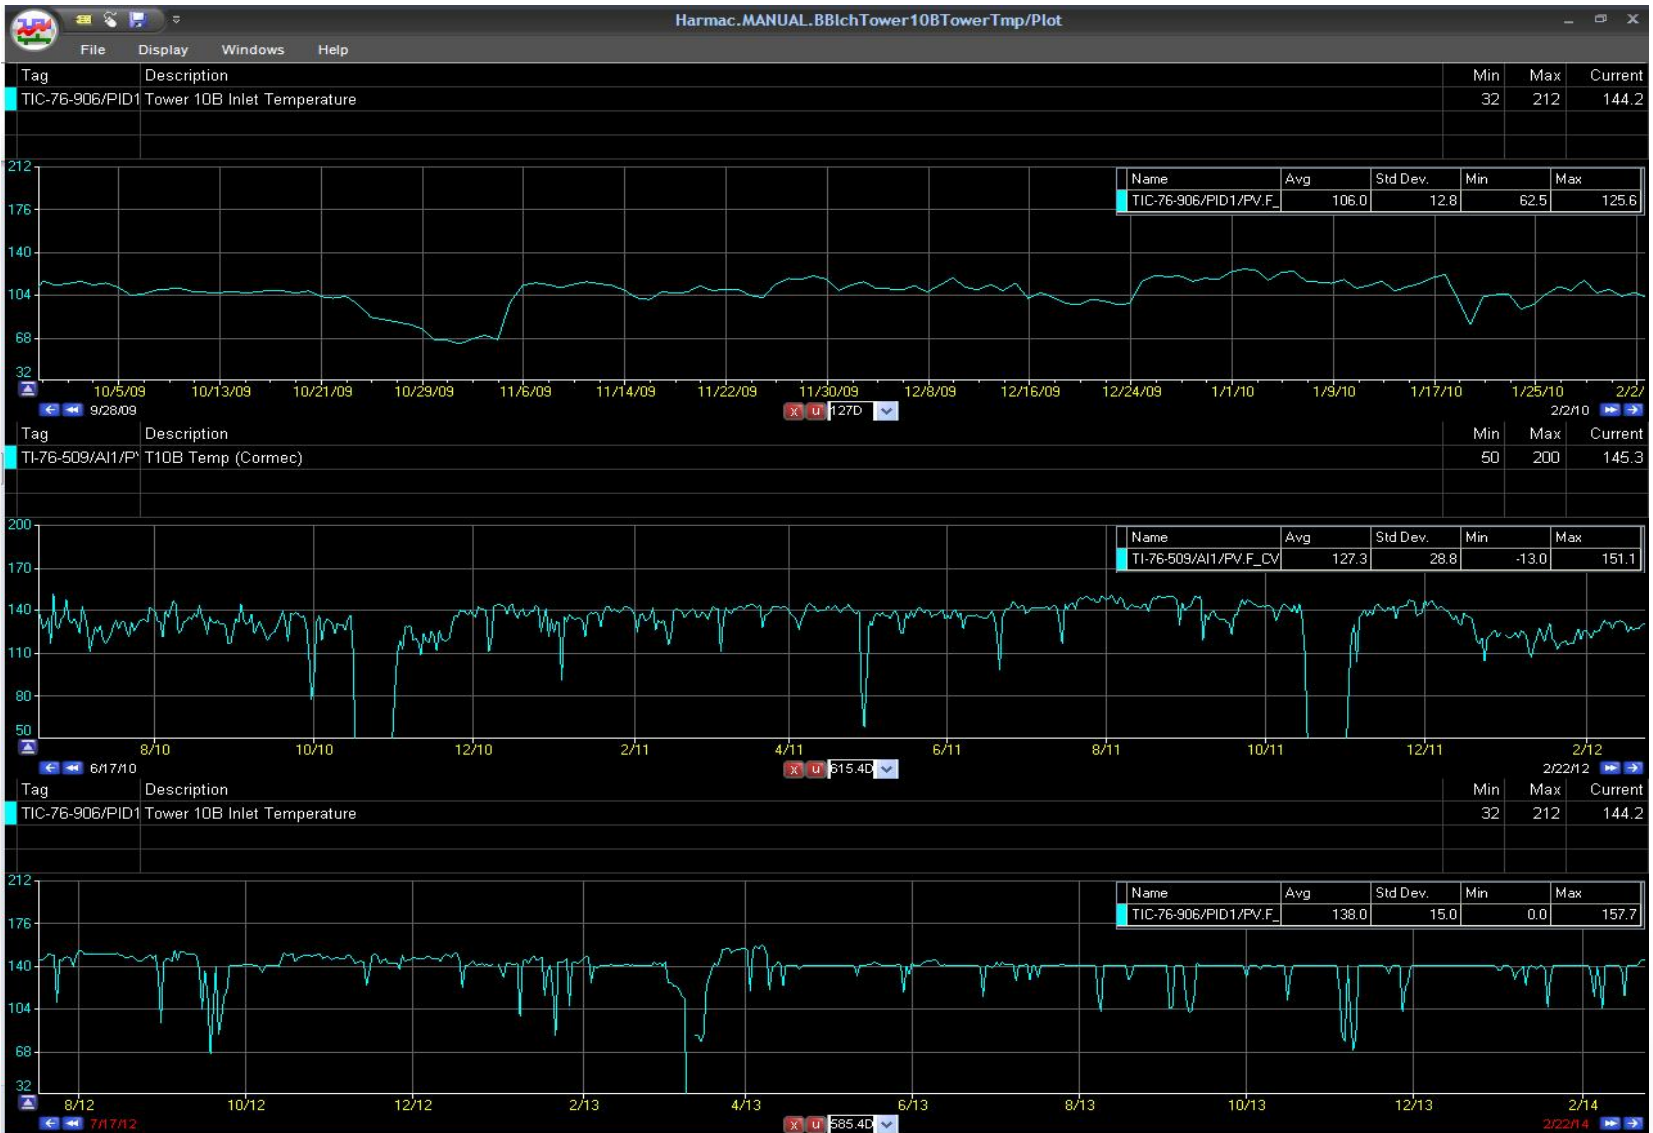 Harmac.MANUAL.BBlchTower10BTowerTmp/Plot
File Display Windows Help
Tag Description Min Max Current
TIC-76-906/PID1 Tower 10B Inlet Temperature 32 212 144.2
212
Name Avg Std Dev. Min Max
TIC-76-906/PID1/PV.F_ 106.0 12.8 62.5 125.6
176
140
104
68
32
10/5/09 10/13/09 10/21/09 10/29/09 11/6/09 11/14/09 11/22/09 11/30/09 12/8/09 12/16/09 12/24/09 1/1/10 1/9/10 1/17/10 1/25/10 2/2/
9/28/09 x u 127D 2/2/10
Tag Description Min Max Current
TI-76-509/AI1/P' T10B Temp (Cormec) 50 200 145.3
200
Name Avg Std Dev. Min Max
TI-76-509/AI1/PV.F_CV 127.3 28.8 -13.0 151.1
170
140
110
80
50
8/10 10/10 12/10 2/11 4/11 6/11 8/11 10/11 12/11 2/12
6/17/10 x u 615.4D 2/22/12
Tag Description Min Max Current
TIC-76-906/PID1 Tower 10B Inlet Temperature 32 212 144.2
212
Name Avg Std Dev. Min Max
TIC-76-906/PID1/PV.F_ 138.0 15.0 0.0 157.7
176
140
104
68
32
8/12 10/12 12/12 2/13 4/13 6/13 8/13 10/13 12/13 2/14
7/17/12 x u 585.4D 2/22/14